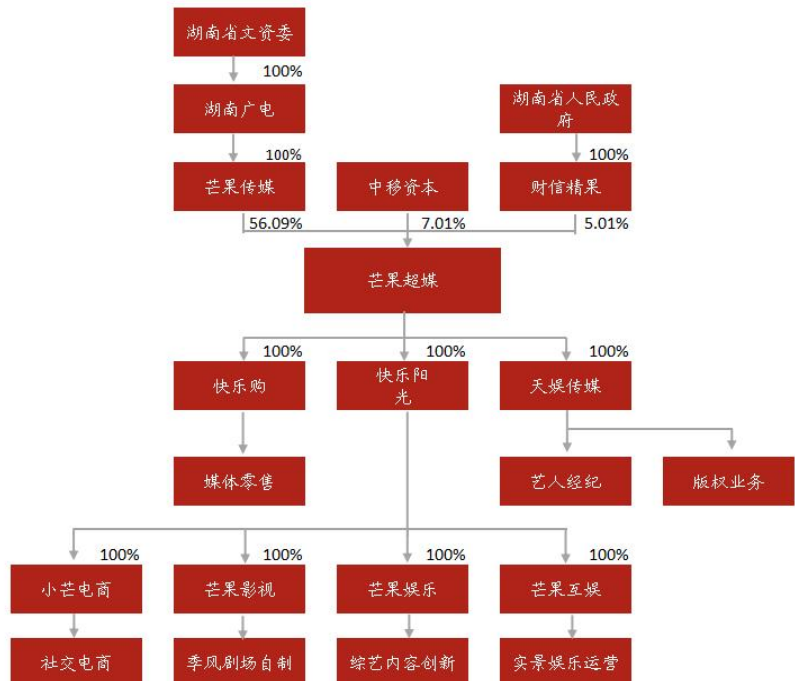 湖南省文资委
100%
湖南广电
湖南省人民政
府
100%
100%
芒果传媒
中移资本
财信精果
56.09%
7.01%
5.01%
芒果超媒
100%
100%
100%
快乐购
快乐阳
光
天娱传媒
媒体零售
艺人经纪
版权业务
100%
100%
100%
100%
小芒电商
芒果影视
芒果娱乐
芒果互娱
社交电商
季风剧场自制
综艺内容创新
实景娱乐运营